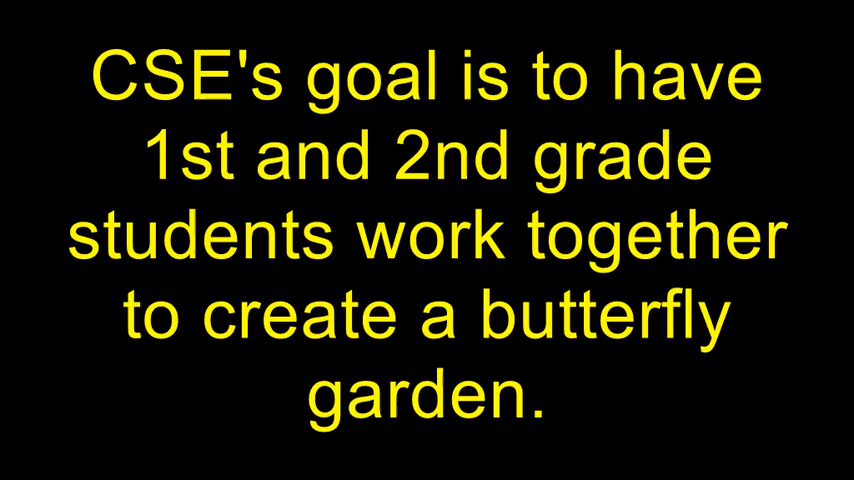 CSE's goal is to have
1st and 2nd grade
students work together
to create a butterfly
garden.